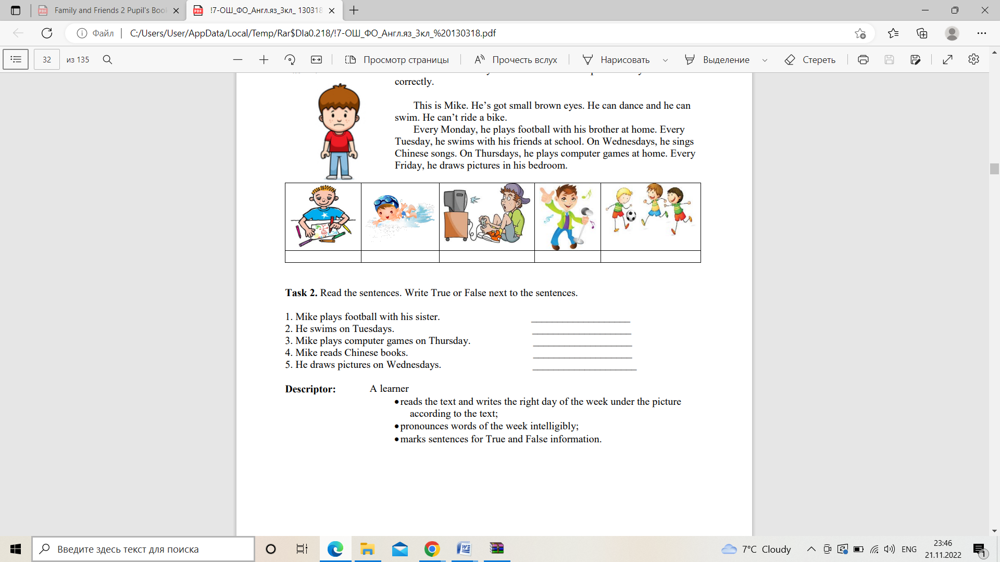 Family and Friends 2 Pupil's Boo
!7-ОШ_ФО_Англ.яз_3кл_ 130318
Файл
C:/Users/User/AppData/Local/Temp/Rar$DIa0.218/!7-ОШ_ФО_Англ.яз_3кл_%20130318.pdf
32
из 135
Просмотр страницы
Прочесть вслух
Нарисовать
Выделение
Стереть
correctly.
This is Mike. He’s got small brown eyes. He can dance and he can
swim. He can’t ride a bike.
Every Monday, he plays football with his brother at home. Every
Tuesday, he swims with his friends at school. On Wednesdays, he sings
Chinese songs. On Thursdays, he plays computer games at home. Every
Friday, he draws pictures in his bedroom.
Task 2. Read the sentences. Write True or False next to the sentences.
1. Mike plays football with his sister. ___________________
2. He swims on Tuesdays. ___________________
3. Mike plays computer games on Thursday. ___________________
4. Mike reads Chinese books. ___________________
5. He draws pictures on Wednesdays. ____________________
Descriptor: A learner
• reads the text and writes the right day of the week under the picture
according to the text;
• pronounces words of the week intelligibly;
• marks sentences for True and False information.
Введите здесь текст для поиска
7°C Cloudy
ENG
23:46
21.11.2022
1